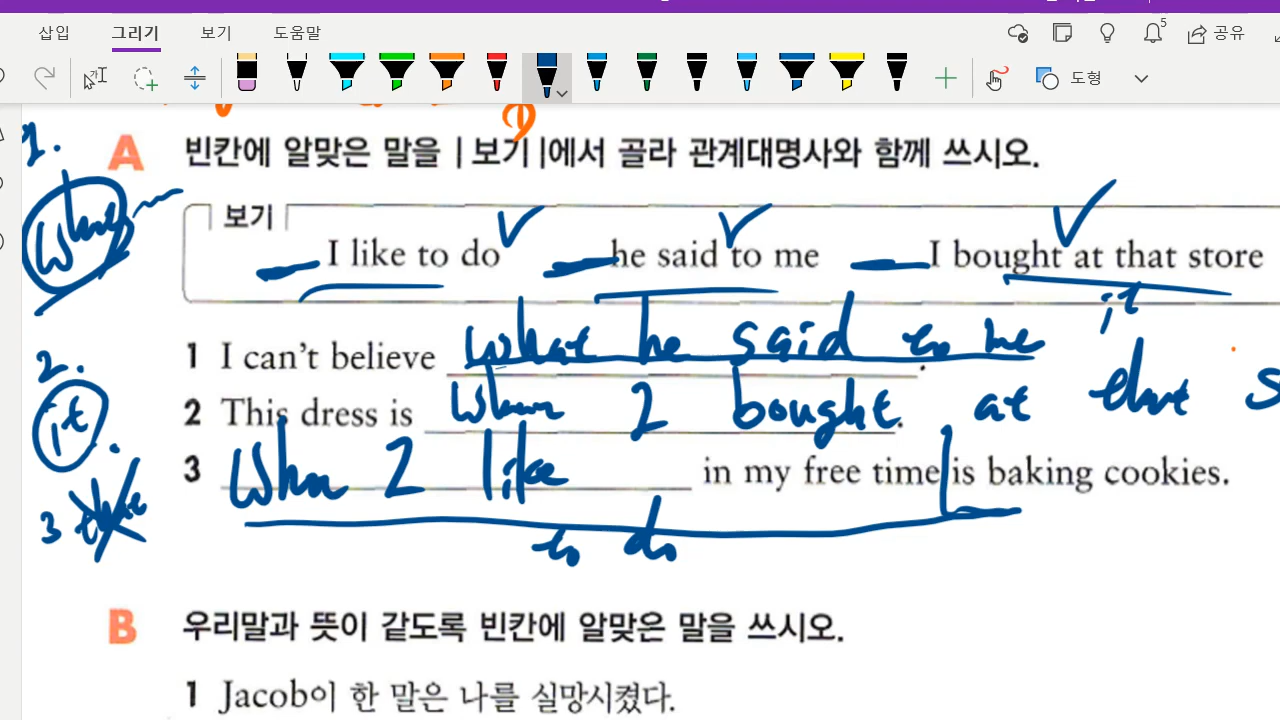 삽입 그리기 보기 도움말 5 공유
도형
1.
A 빈칸에 알맞은 말을 | 보기 |에서 골라 관계대명사와 함께 쓰시오.
What
보기
I like to do he said to me I bought at that store
it
1 I can't believe what he said to me.
2.
2 This dress is what I bought. at that s
it.
3 What I like in my free time is baking cookies.
3
to do
B 우리말과 뜻이 같도록 빈칸에 알맞은 말을 쓰시오.
1 Jacob이 한 말은 나를 실망시켰다.